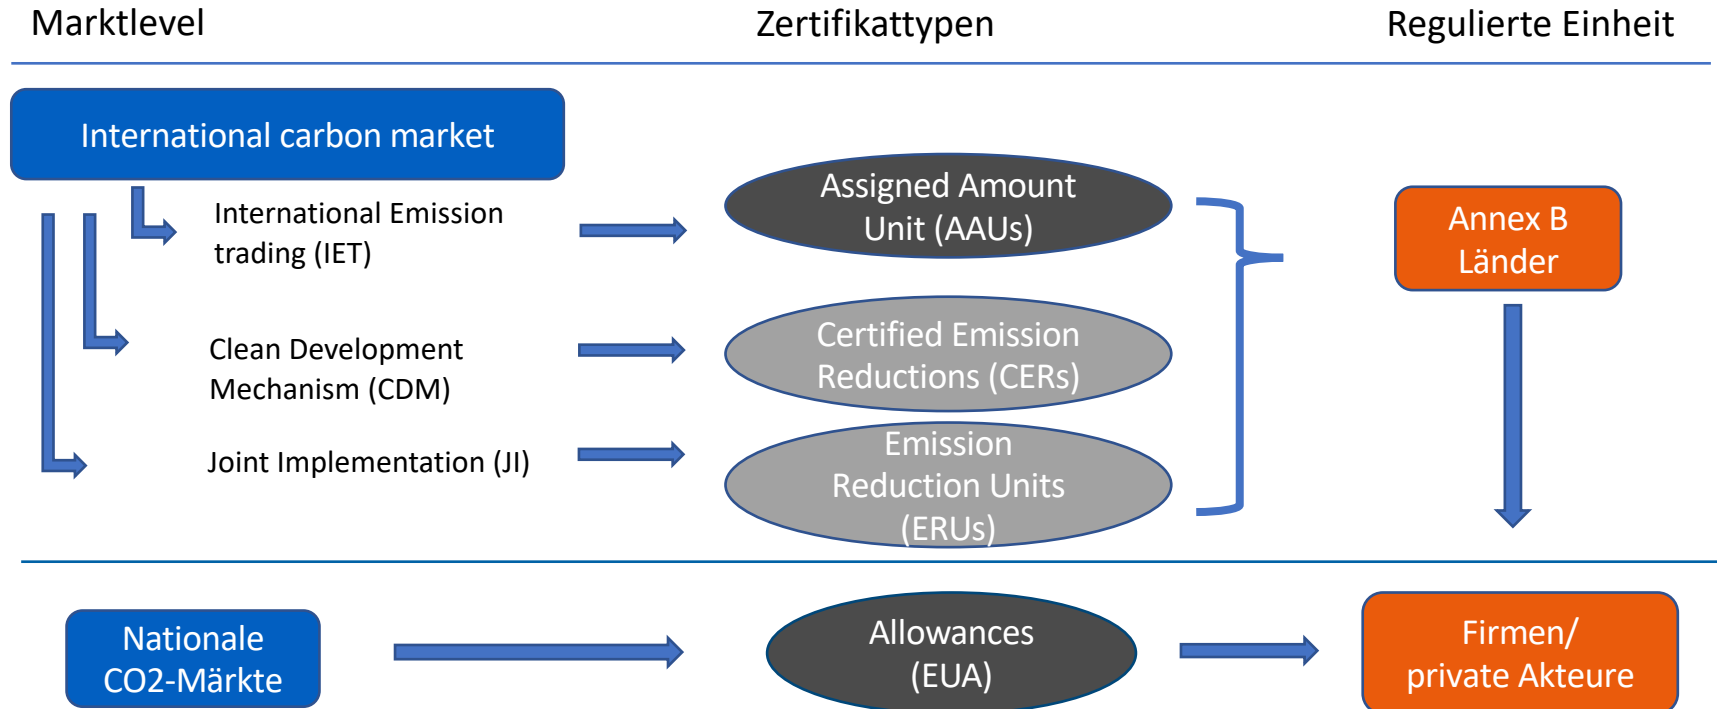 Marktlevel
Zertifikattypen
Regulierte Einheit
International carbon market
International Emission
trading (IET)
Assigned Amount
Unit (AAUs)
Annex B
Länder
Clean Development
Mechanism (CDM)
Certified Emission
Reductions (CERs)
Joint Implementation (JI)
Emission
Reduction Units
(ERUs)
Nationale
CO2-Märkte
Allowances
(EUA)
Firmen/
private Akteure